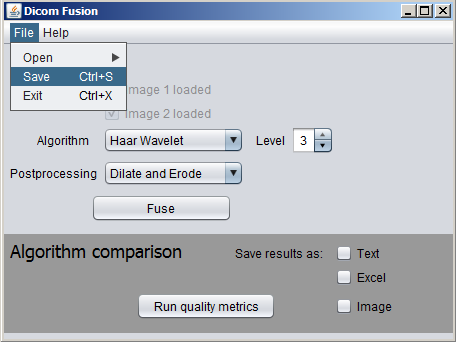 Dicom Fusion
File Help
Open
Save Ctrl+S
Exit Ctrl+X
Image 1 loaded
Image 2 loaded
Algorithm Haar Wavelet Level 3
Postprocessing Dilate and Erode
Fuse
Algorithm comparison Save results as: Text
Excel
Run quality metrics Image